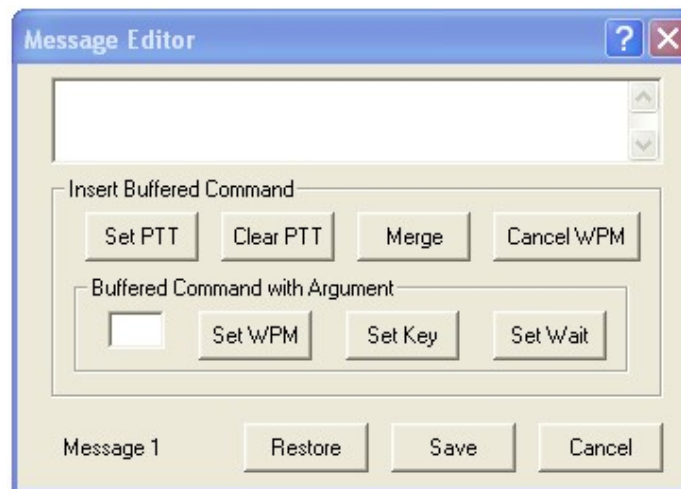 Message Editor
Insert Buffered Command
Set PTT Clear PTT Merge Cancel WPM
Buffered Command with Argument
Set WPM Set Key Set Wait
Message 1 Restore Save Cancel